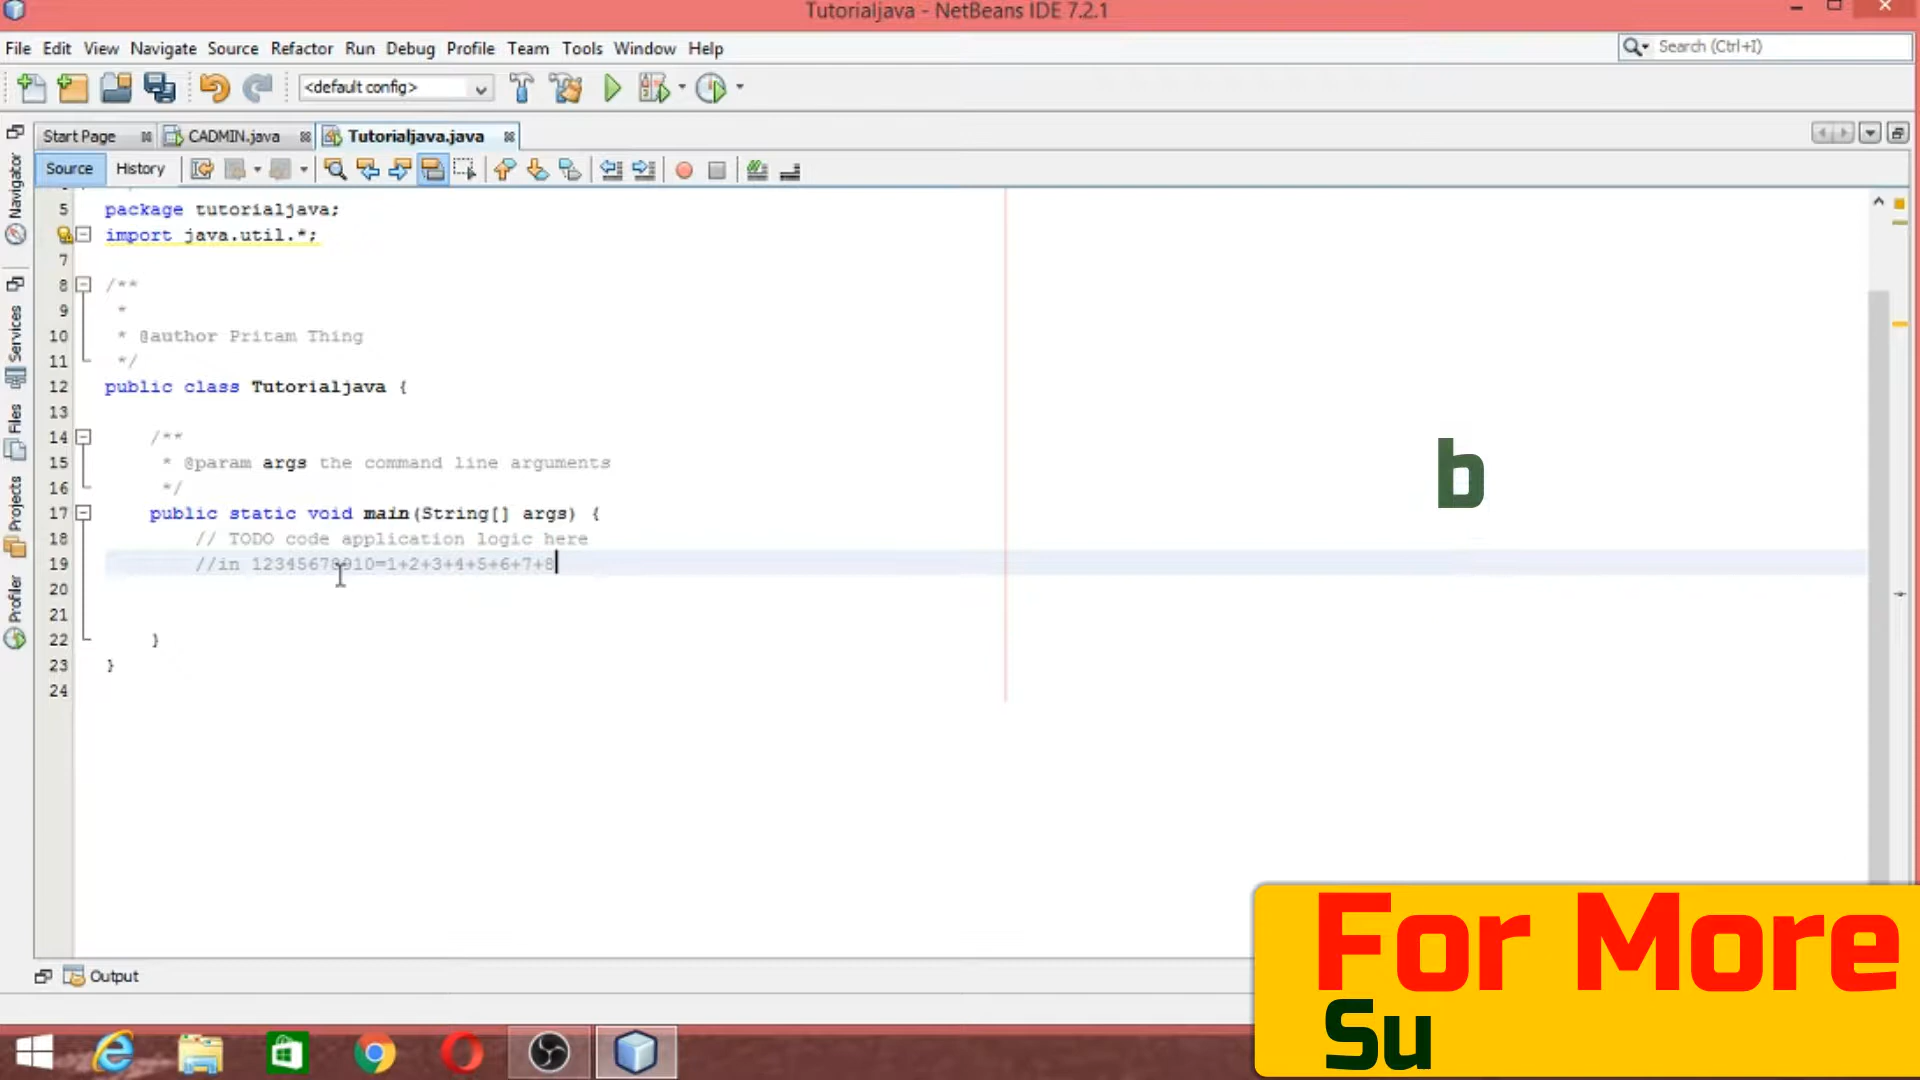 Tutorialjava - NetBeans IDE 7.2.1
File Edit View Navigate Source Refactor Run Debug Profile Team Tools Window Help
Search (Ctrl+I)
<default config>
Start Page CADMIN.java Tutorialjava.java
Source History
Navigator
Services
Files
Projects
Profiler
5 package tutorialjava;
import java.util.*;
7
8 /**
9 *
10 * @author Pritam Thing
11 */
12 public class Tutorialjava {
13
14 /**
15 * @param args the command line arguments
16 */
17 public static void main(String[] args) {
18 // TODO code application logic here
19 //in 12345678910=1+2+3+4+5+6+7+8
20
21
22 }
23 }
24
b
Output
For More
Su